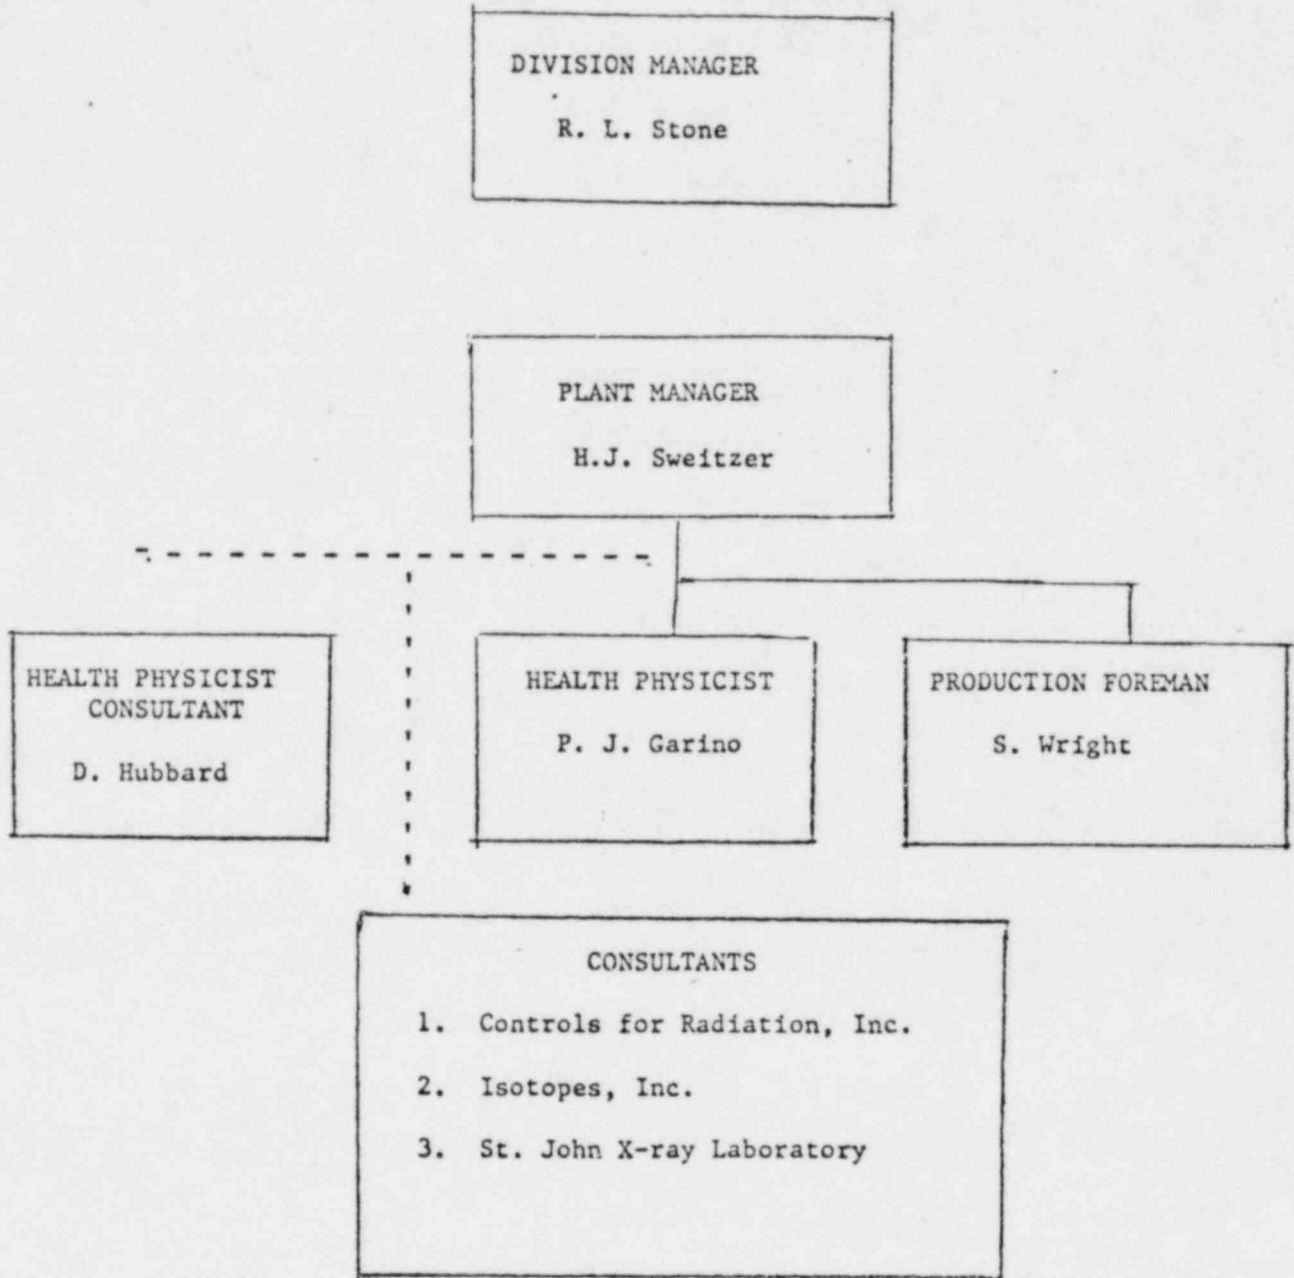 DIVISION MANAGER
R. L. Stone
PLANT MANAGER
H.J. Sweitzer
HEALTH PHYSICIST
CONSULTANT
D. Hubbard
HEALTH PHYSICIST
P. J. Garino
PRODUCTION FOREMAN
S. Wright
CONSULTANTS
1. Controls for Radiation, Inc.
2. Isotopes, Inc.
3. St. John X-ray Laboratory